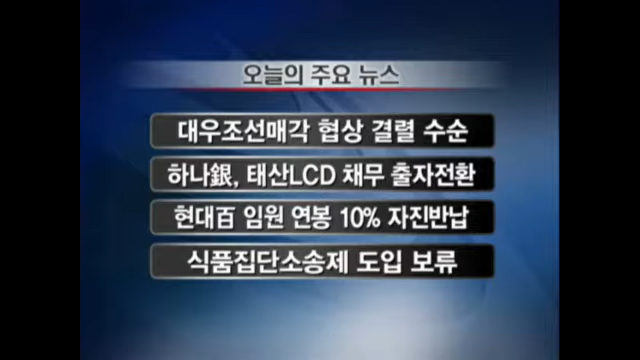 오늘의 주요 뉴스
대우조선매각 협상 결렬 수순
하나銀, 태산LCD 채무 출자전환
현대百 임원 연봉 10% 자진반납
식품집단소송제 도입 보류